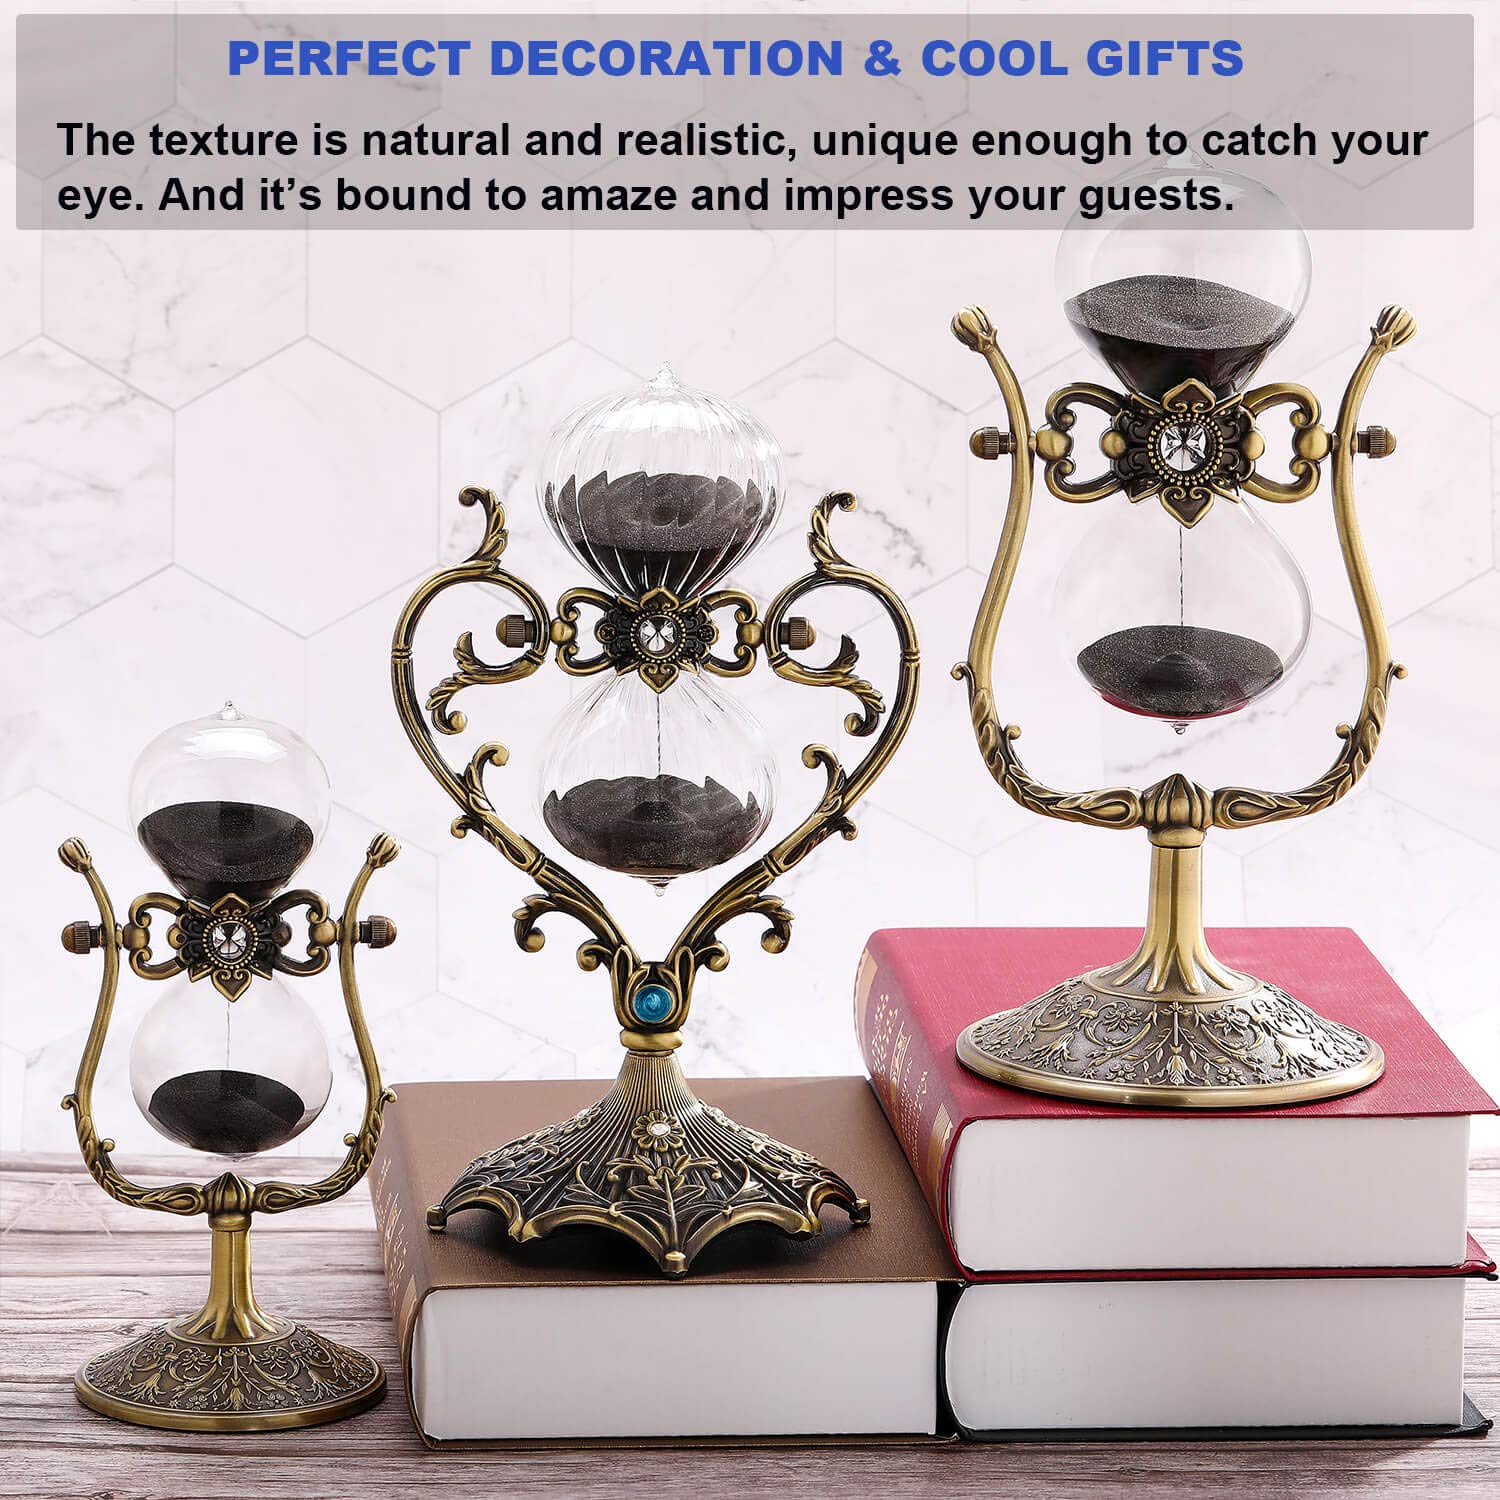 PERFECT DECORATION & COOL GIFTS
The texture is natural and realistic, unique enough to catch your
eye. And it’s bound to amaze and impress your guests.